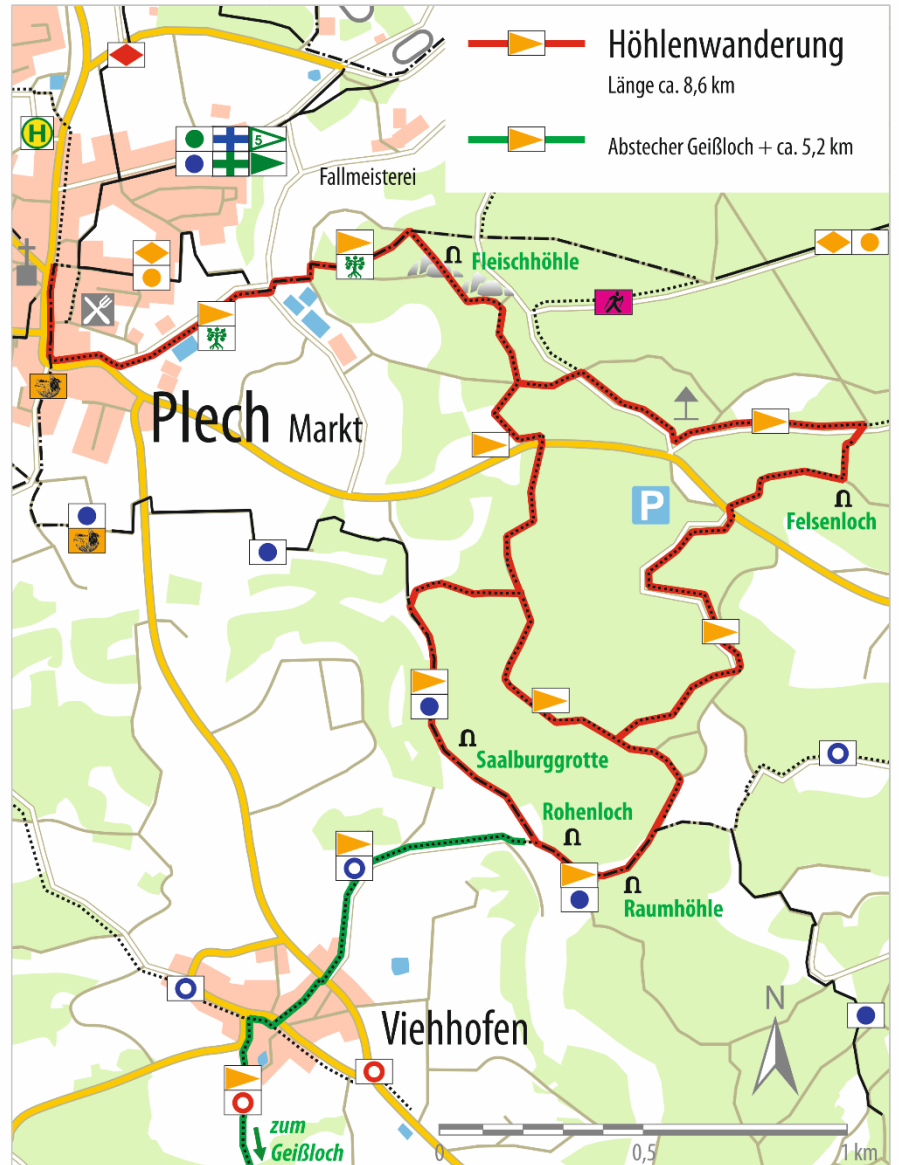 Höhlenwanderung
Länge ca. 8,6 km
Abstecher Geißloch + ca. 5,2 km
H
5
Fallmeisterei
Fleischhöhle
Plech Markt
P
Felsenloch
Saalburggrotte
Rohenloch
Raumhöhle
N
Viehhofen
zum
Geißloch
0 0,5 1 km